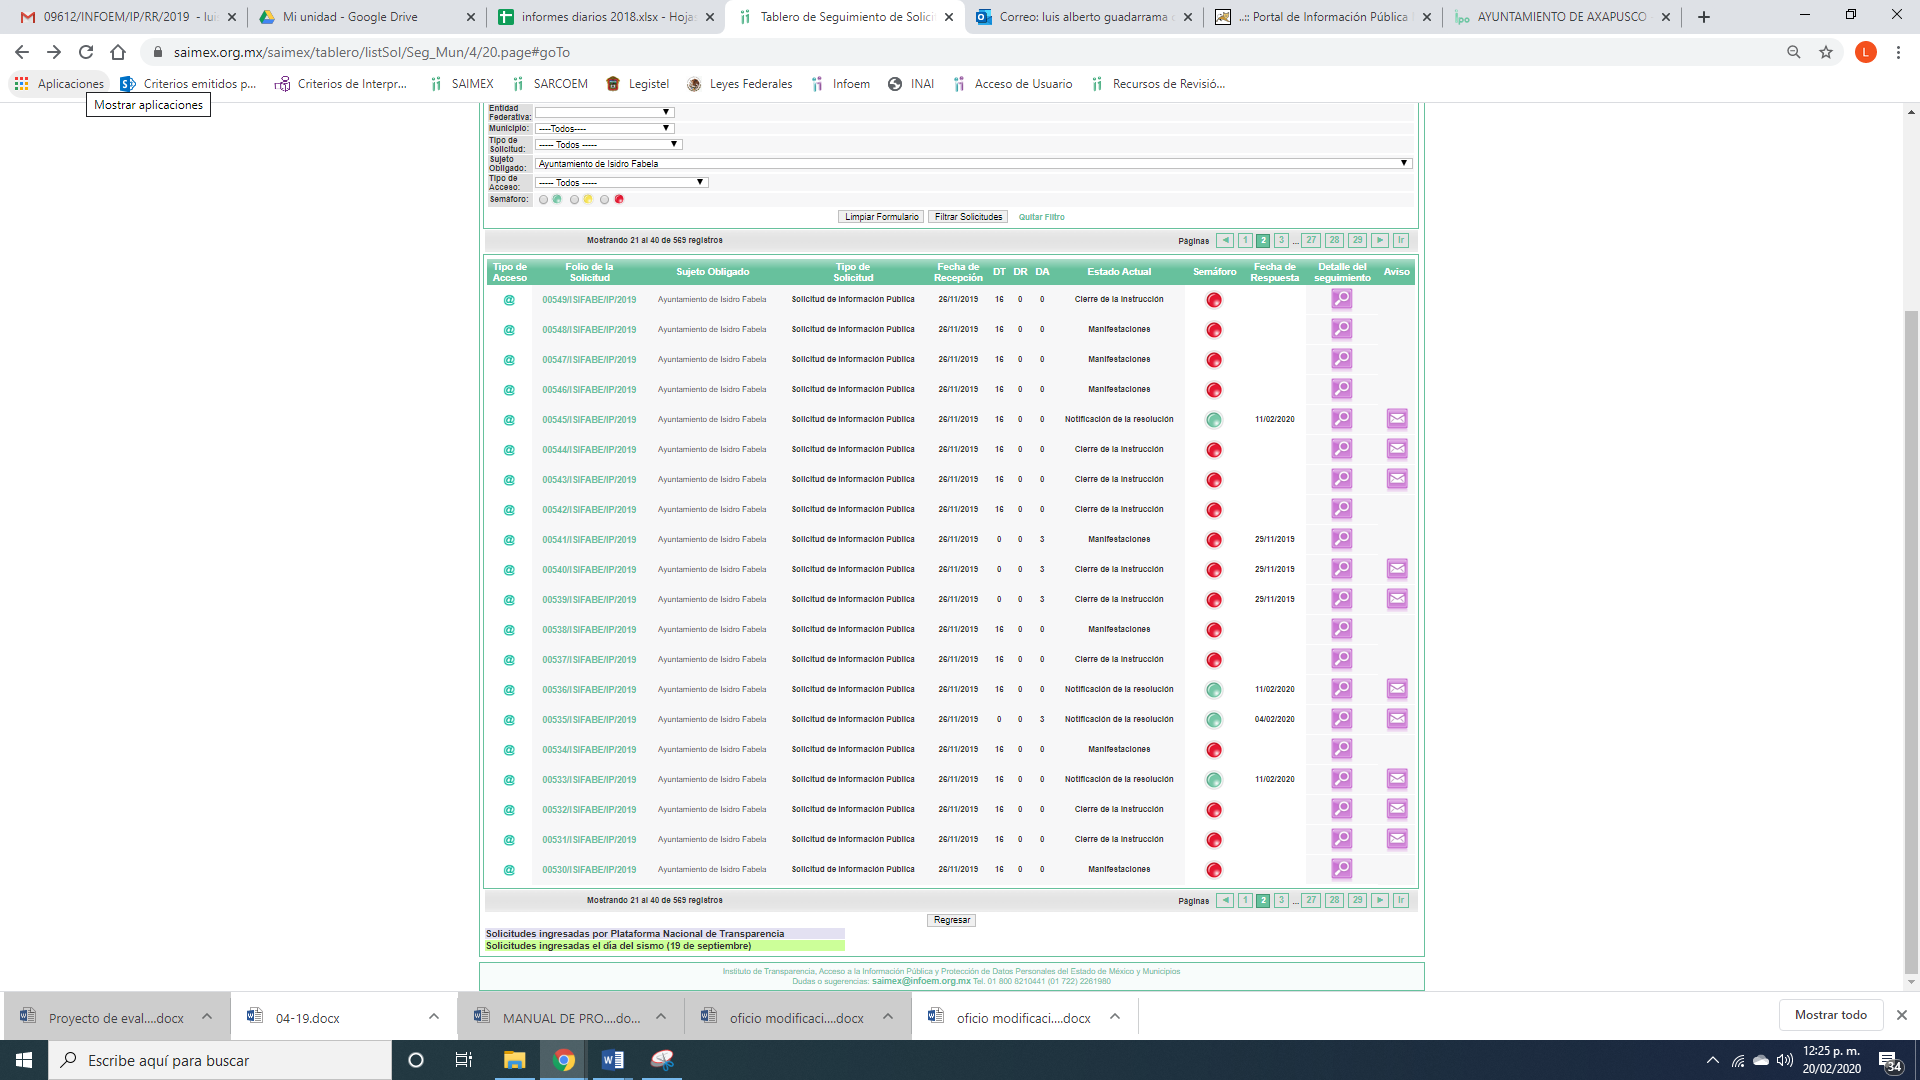 09612/INFOEM/IP/RR/2019 - lui
Mi unidad - Google Drive
informes diarios 2018.xlsx - Hojas
Tablero de Seguimiento de Solicit
Correo: luis alberto guadarrama
..:: Portal de Información Pública
AYUNTAMIENTO DE AXAPUSCO
saimex.org.mx/saimex/tablero/listSol/Seg_Mun/4/20.page#goTo
L
Aplicaciones
Criterios emitidos p...
Criterios de Interpr...
SAIMEX
SARCOEM
Legistel
Leyes Federales
Infoem
INAI
Acceso de Usuario
Recursos de Revisió...
Mostrar aplicaciones
Entidad Federativa:
Municipio: ----Todos----
Tipo de Solicitud: ----- Todos -----
Sujeto Obligado: Ayuntamiento de Isidro Fabela
Tipo de Acceso: ----- Todos -----
Semáforo:
Limpiar Formulario Filtrar Solicitudes Quitar Filtro
Mostrando 21 al 40 de 569 registros Páginas ◄ 1 2 3 ... 27 28 29 ► Ir
Tipo de Acceso Folio de la Solicitud Sujeto Obligado Tipo de Solicitud Fecha de Recepción DT DR DA Estado Actual Semáforo Fecha de Respuesta Detalle del seguimiento Aviso
@ 00549/ISIFABE/IP/2019 Ayuntamiento de Isidro Fabela Solicitud de Información Pública 26/11/2019 16 0 0 Cierre de la Instrucción
@ 00548/ISIFABE/IP/2019 Ayuntamiento de Isidro Fabela Solicitud de Información Pública 26/11/2019 16 0 0 Manifestaciones
@ 00547/ISIFABE/IP/2019 Ayuntamiento de Isidro Fabela Solicitud de Información Pública 26/11/2019 16 0 0 Manifestaciones
@ 00546/ISIFABE/IP/2019 Ayuntamiento de Isidro Fabela Solicitud de Información Pública 26/11/2019 16 0 0 Manifestaciones
@ 00545/ISIFABE/IP/2019 Ayuntamiento de Isidro Fabela Solicitud de Información Pública 26/11/2019 16 0 0 Notificación de la resolución 11/02/2020
@ 00544/ISIFABE/IP/2019 Ayuntamiento de Isidro Fabela Solicitud de Información Pública 26/11/2019 16 0 0 Cierre de la Instrucción
@ 00543/ISIFABE/IP/2019 Ayuntamiento de Isidro Fabela Solicitud de Información Pública 26/11/2019 16 0 0 Cierre de la Instrucción
@ 00542/ISIFABE/IP/2019 Ayuntamiento de Isidro Fabela Solicitud de Información Pública 26/11/2019 16 0 0 Cierre de la Instrucción
@ 00541/ISIFABE/IP/2019 Ayuntamiento de Isidro Fabela Solicitud de Información Pública 26/11/2019 0 0 3 Manifestaciones 29/11/2019
@ 00540/ISIFABE/IP/2019 Ayuntamiento de Isidro Fabela Solicitud de Información Pública 26/11/2019 0 0 3 Cierre de la Instrucción 29/11/2019
@ 00539/ISIFABE/IP/2019 Ayuntamiento de Isidro Fabela Solicitud de Información Pública 26/11/2019 0 0 3 Cierre de la Instrucción 29/11/2019
@ 00538/ISIFABE/IP/2019 Ayuntamiento de Isidro Fabela Solicitud de Información Pública 26/11/2019 16 0 0 Manifestaciones
@ 00537/ISIFABE/IP/2019 Ayuntamiento de Isidro Fabela Solicitud de Información Pública 26/11/2019 16 0 0 Cierre de la Instrucción
@ 00536/ISIFABE/IP/2019 Ayuntamiento de Isidro Fabela Solicitud de Información Pública 26/11/2019 16 0 0 Notificación de la resolución 11/02/2020
@ 00535/ISIFABE/IP/2019 Ayuntamiento de Isidro Fabela Solicitud de Información Pública 26/11/2019 0 0 3 Notificación de la resolución 04/02/2020
@ 00534/ISIFABE/IP/2019 Ayuntamiento de Isidro Fabela Solicitud de Información Pública 26/11/2019 16 0 0 Manifestaciones
@ 00533/ISIFABE/IP/2019 Ayuntamiento de Isidro Fabela Solicitud de Información Pública 26/11/2019 16 0 0 Notificación de la resolución 11/02/2020
@ 00532/ISIFABE/IP/2019 Ayuntamiento de Isidro Fabela Solicitud de Información Pública 26/11/2019 16 0 0 Cierre de la Instrucción
@ 00531/ISIFABE/IP/2019 Ayuntamiento de Isidro Fabela Solicitud de Información Pública 26/11/2019 16 0 0 Cierre de la Instrucción
@ 00530/ISIFABE/IP/2019 Ayuntamiento de Isidro Fabela Solicitud de Información Pública 26/11/2019 16 0 0 Manifestaciones
Mostrando 21 al 40 de 569 registros Páginas ◄ 1 2 3 ... 27 28 29 ► Ir
Regresar
Solicitudes ingresadas por Plataforma Nacional de Transparencia
Solicitudes ingresadas el día del sismo (19 de septiembre)
Instituto de Transparencia, Acceso a la Información Pública y Protección de Datos Personales del Estado de México y Municipios
Dudas o sugerencias: saimex@infoem.org.mx Tel. 01 800 8210441 (01 722) 2261980
Proyecto de eval....docx
04-19.docx
MANUAL DE PRO....do...
oficio modificaci....docx
oficio modificaci....docx
Mostrar todo
Escribe aquí para buscar
12:25 p. m.
20/02/2020
34